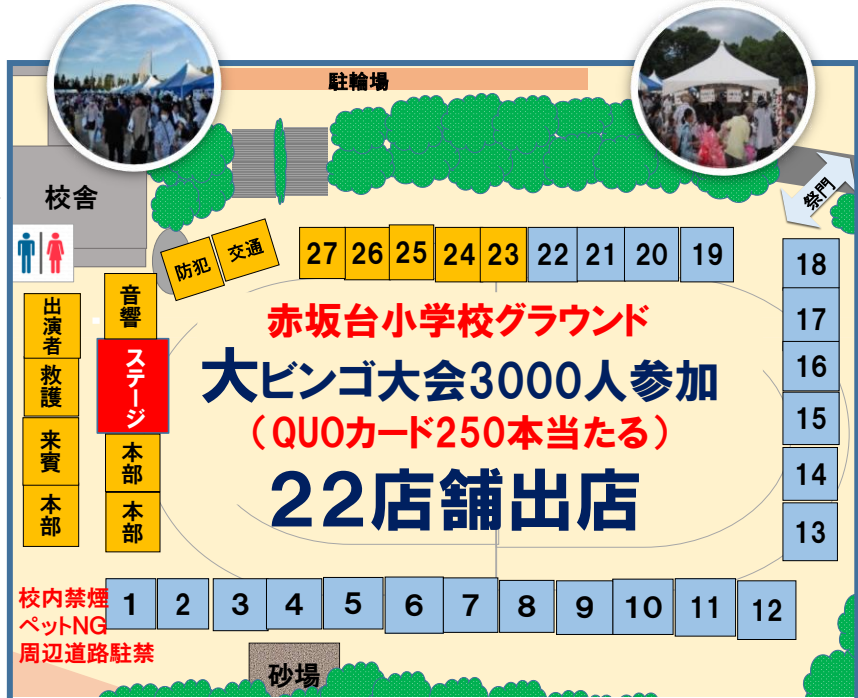 駐輪場
校舎
祭門
防犯
交通
27
26
25
24
23
22
21
20
19
18
17
16
15
14
13
出演者
救護
来賓
本部
音響
ステージ
本部
本部
赤坂台小学校グラウンド
大ビンゴ大会3000人参加
（QUOカード250本当たる）
22店舗出店
校内禁煙
ペットNG
周辺道路駐禁
1
2
3
4
5
6
7
8
9
10
11
12
砂場